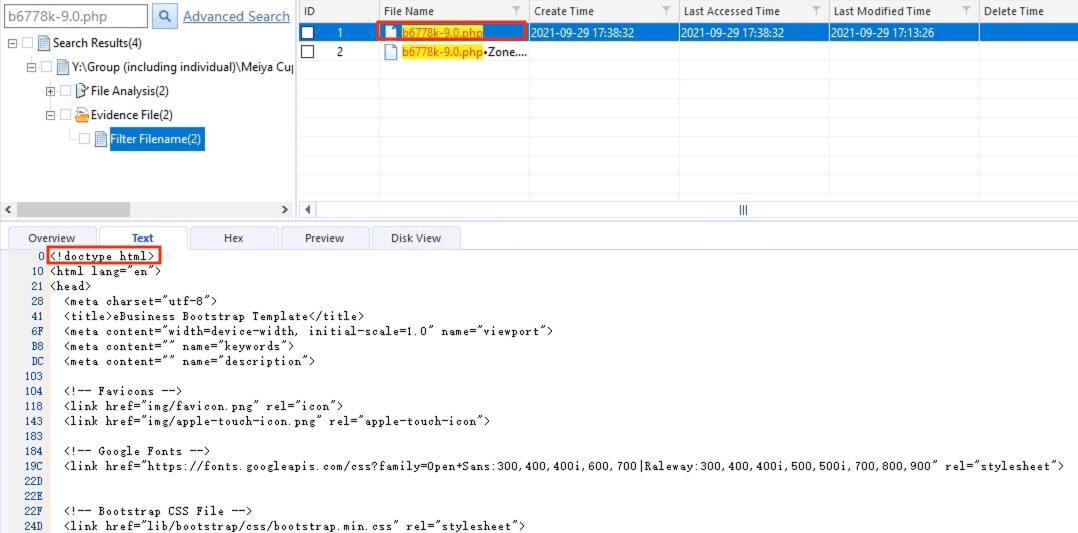 b6778k-9.0.php
Advanced Search
Search Results(4)
Y:\Group (including individual)\Meiya Cup
File Analysis(2)
Evidence File(2)
Filter Filename(2)
ID File Name Create Time Last Accessed Time Last Modified Time Delete Time
1 b6778k-9.0.php 2021-09-29 17:38:32 2021-09-29 17:38:32 2021-09-29 17:13:26
2 b6778k-9.0.php•Zone....
Overview Text Hex Preview Disk View
0 <!doctype html>
10 <html lang="en">
21 <head>
28 <meta charset="utf-8">
41 <title>eBusiness Bootstrap Template</title>
6F <meta content="width=device-width, initial-scale=1.0" name="viewport">
B8 <meta content="" name="keywords">
DC <meta content="" name="description">
103
104 <!-- Favicons -->
118 <link href="img/favicon.png" rel="icon">
143 <link href="img/apple-touch-icon.png" rel="apple-touch-icon">
183
184 <!-- Google Fonts -->
19C <link href="https://fonts.googleapis.com/css?family=Open+Sans:300,400,400i,600,700|Raleway:300,400,400i,500,500i,700,800,900" rel="stylesheet">
22D
22E
22F <!-- Bootstrap CSS File -->
24D <link href="lib/bootstrap/css/bootstrap.min.css" rel="stylesheet">